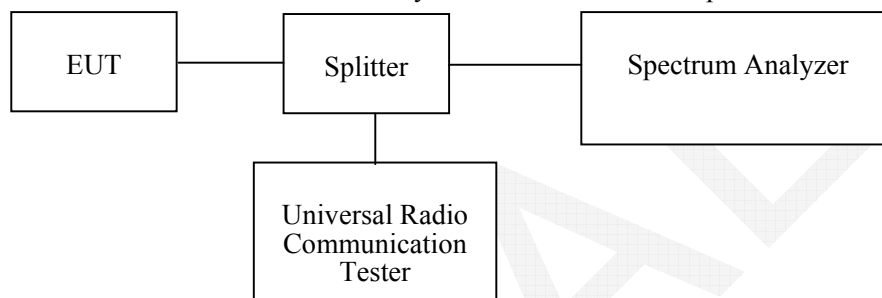 EUT
Splitter
Spectrum Analyzer
Universal Radio
Communication
Tester